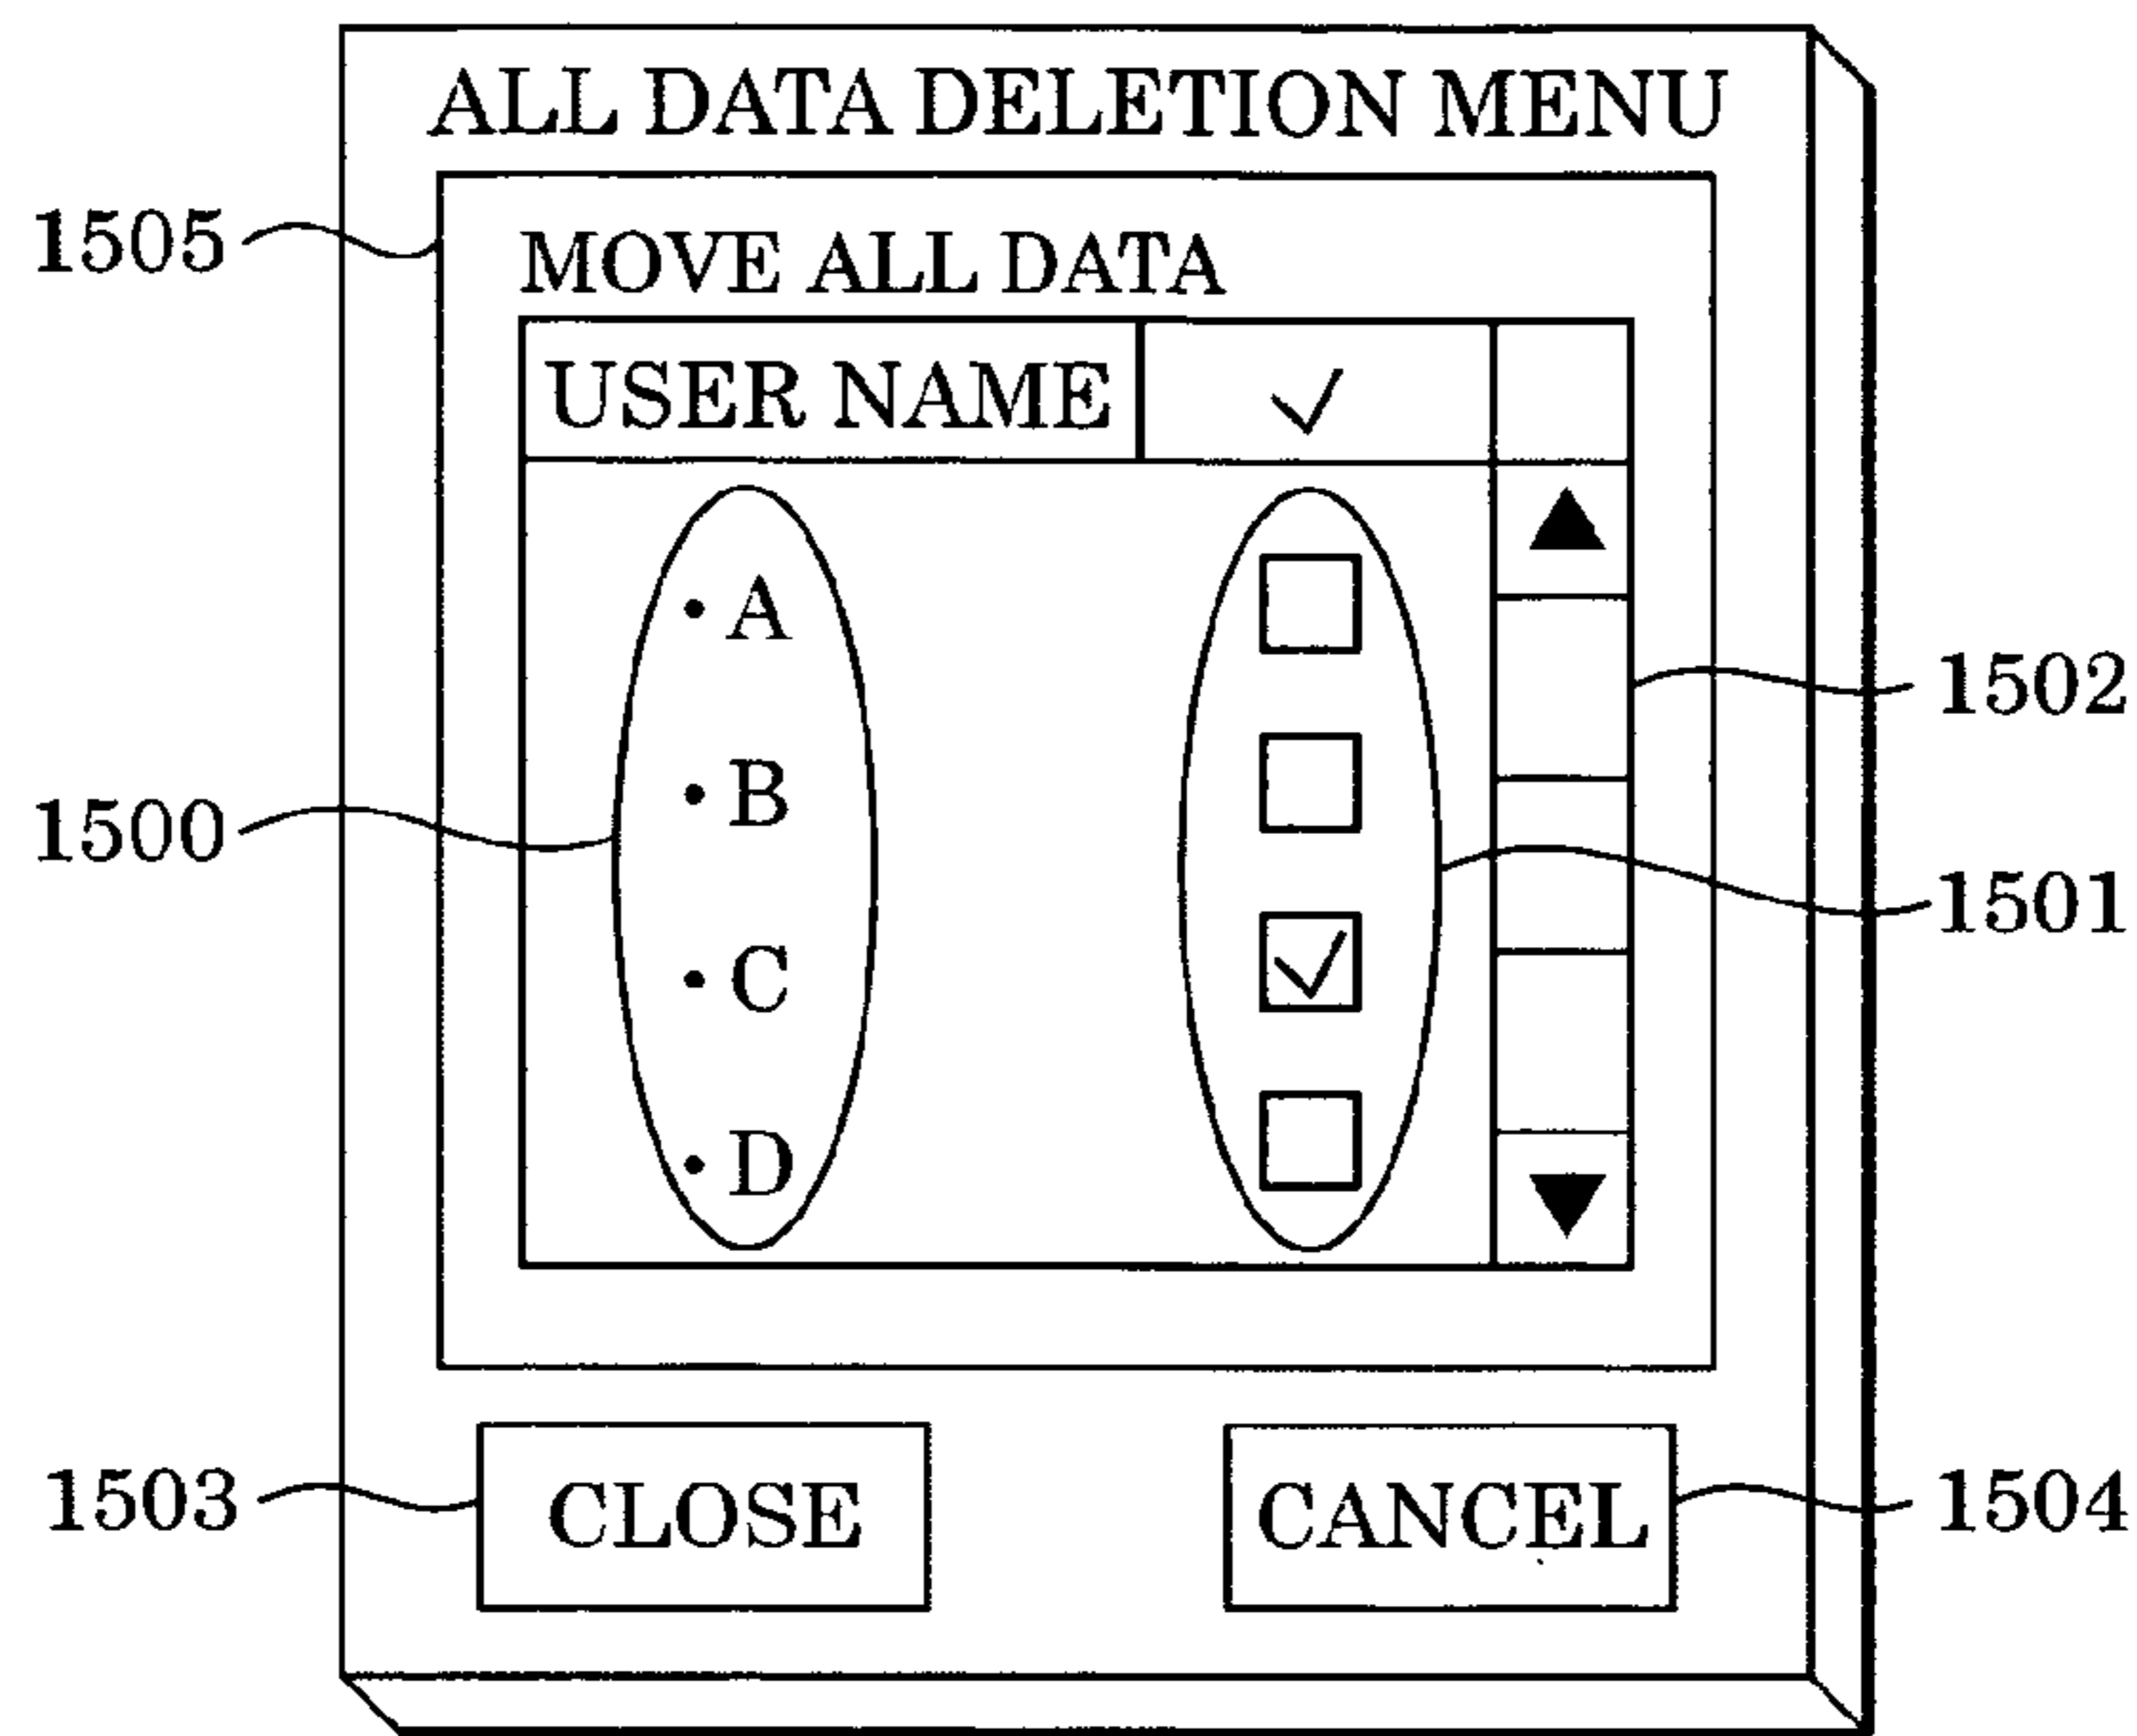 ALL DATA DELETION MENU
1505
MOVE ALL DATA
USER NAME ✓
• A
• B
1502
1500
1501
• C ✓
• D
1503 CLOSE CANCEL 1504